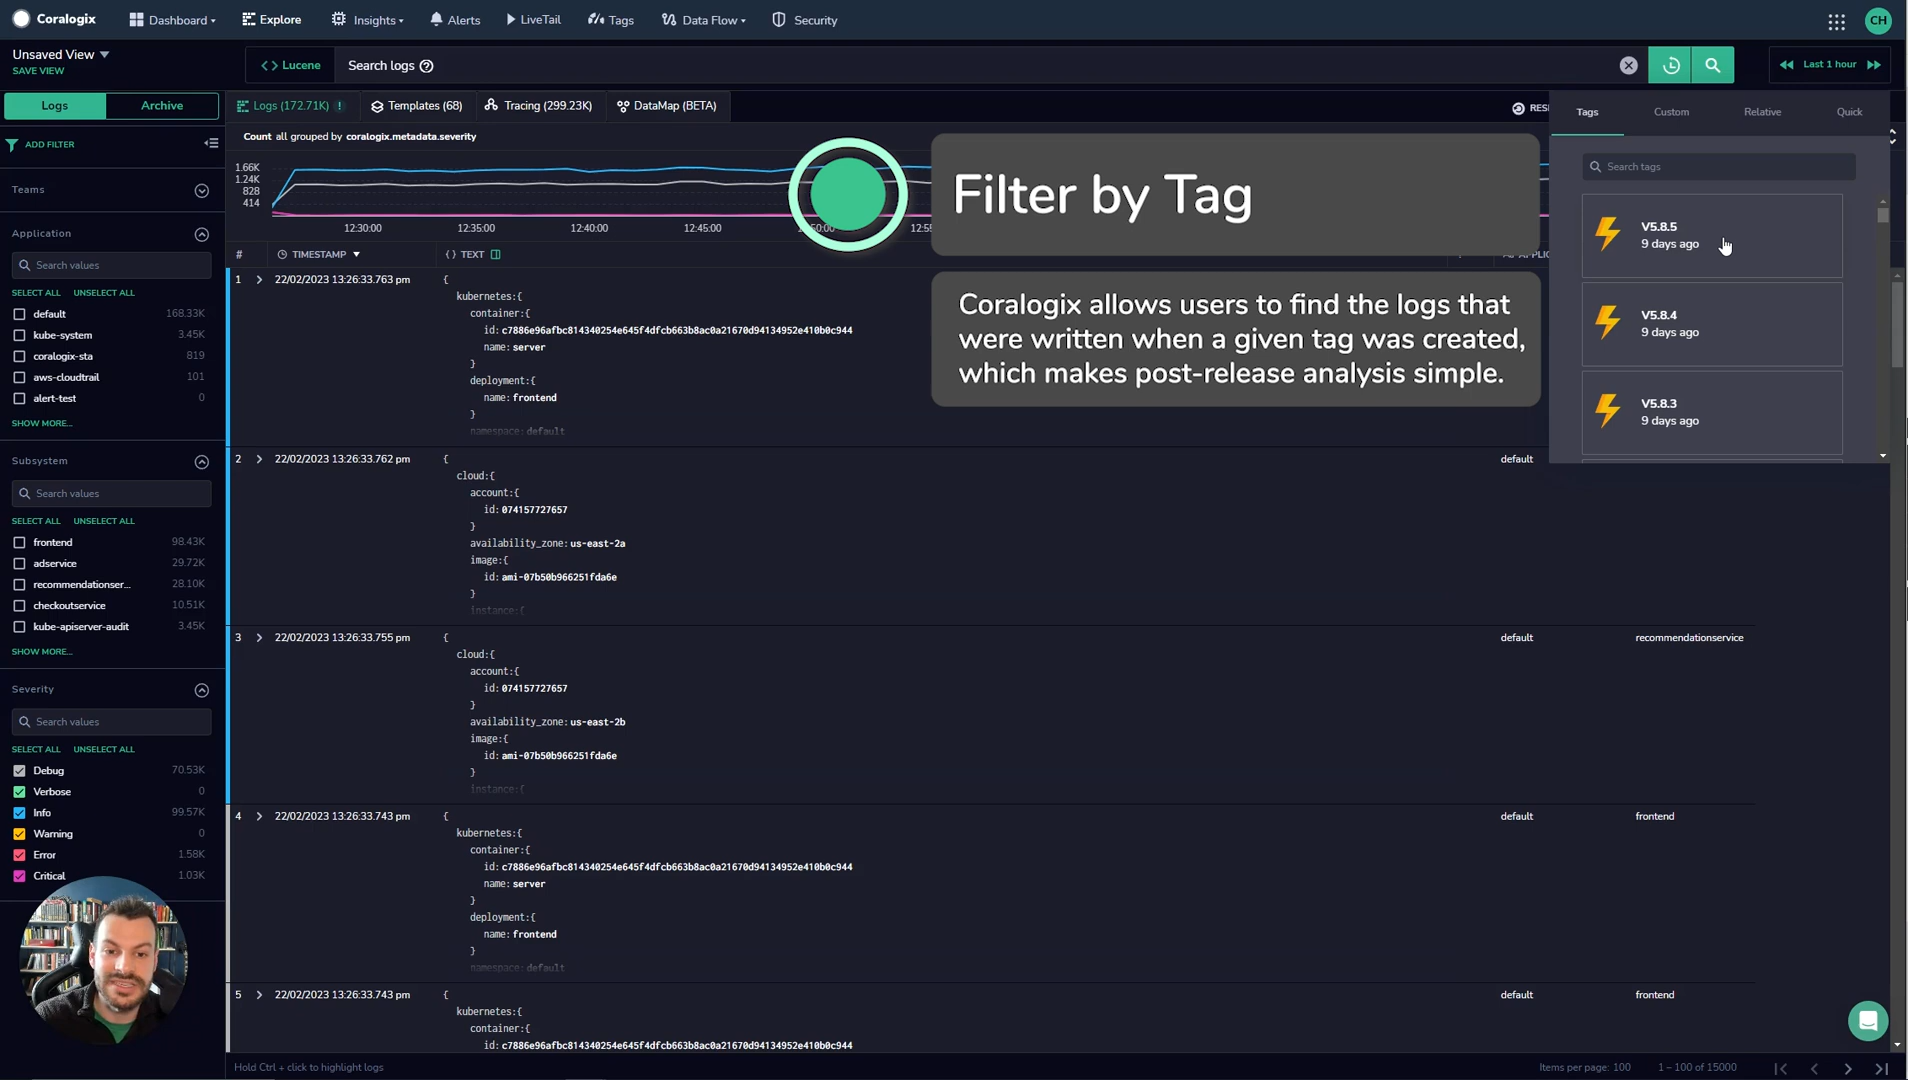 Coralogix Dashboard Explore Insights Alerts LiveTail Tags Data Flow Security CH
Unsaved View
SAVE VIEW
Lucene Search logs Last 1 hour
Logs Archive
Logs (172.71K) ! Templates (68) Tracing (299.23K) DataMap (BETA)
Tags Custom Relative Quick
ADD FILTER
Count all grouped by coralogix.metadata.severity
1.66K
1.24K
828
414
12:30:00 12:35:00 12:40:00 12:45:00
Filter by Tag
Coralogix allows users to find the logs that
were written when a given tag was created,
which makes post-release analysis simple.
Search tags
V5.8.5
9 days ago
V5.8.4
9 days ago
V5.8.3
9 days ago
Teams
Application
Search values
SELECT ALL UNSELECT ALL
default 168.33K
kube-system 3.45K
coralogix-sta 819
aws-cloudtrail 101
alert-test 0
SHOW MORE...
Subsystem
Search values
SELECT ALL UNSELECT ALL
frontend 98.43K
adservice 29.72K
recommendationser... 28.10K
checkoutservice 10.51K
kube-apiserver-audit 3.45K
SHOW MORE...
Severity
Search values
SELECT ALL UNSELECT ALL
Debug 70.53K
Verbose 0
Info 99.57K
Warning 0
Error 1.58K
Critical 1.03K
# TIMESTAMP {} TEXT
1 22/02/2023 13:26:33.763 pm {
kubernetes:{
container:{
id: c7886e96afbc814340254e645f4dfcb663b8ac0a21670d94134952e410b0c944
name: server
}
deployment:{
name: frontend
}
namespace: default
2 22/02/2023 13:26:33.762 pm { default
cloud:{
account:{
id: 074157727657
}
availability_zone: us-east-2a
image:{
id: ami-07b50b966251fda6e
}
instance:{
3 22/02/2023 13:26:33.755 pm { default recommendationservice
cloud:{
account:{
id: 074157727657
}
availability_zone: us-east-2b
image:{
id: ami-07b50b966251fda6e
}
instance:{
4 22/02/2023 13:26:33.743 pm { default frontend
kubernetes:{
container:{
id: c7886e96afbc814340254e645f4dfcb663b8ac0a21670d94134952e410b0c944
name: server
}
deployment:{
name: frontend
}
namespace: default
5 22/02/2023 13:26:33.743 pm { default frontend
kubernetes:{
container:{
id: c7886e96afbc814340254e645f4dfcb663b8ac0a21670d94134952e410b0c944
Hold Ctrl + click to highlight logs Items per page: 100 1 – 100 of 15000